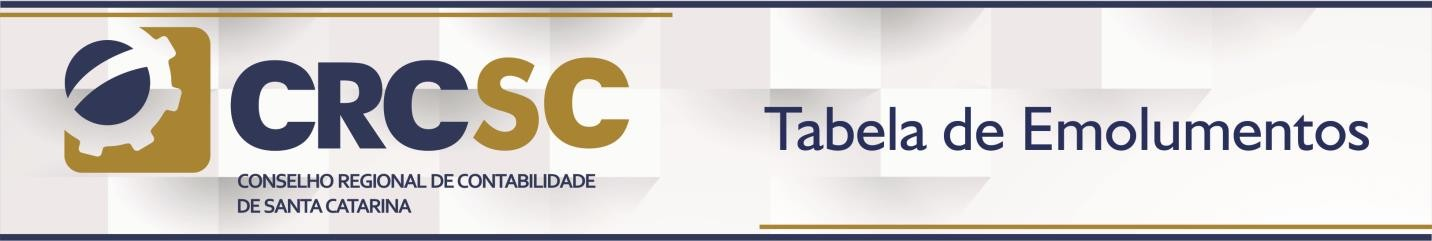 CRCSC
CONSELHO REGIONAL DE CONTABILIDADE
DE SANTA CATARINA
Tabela de Emolumentos